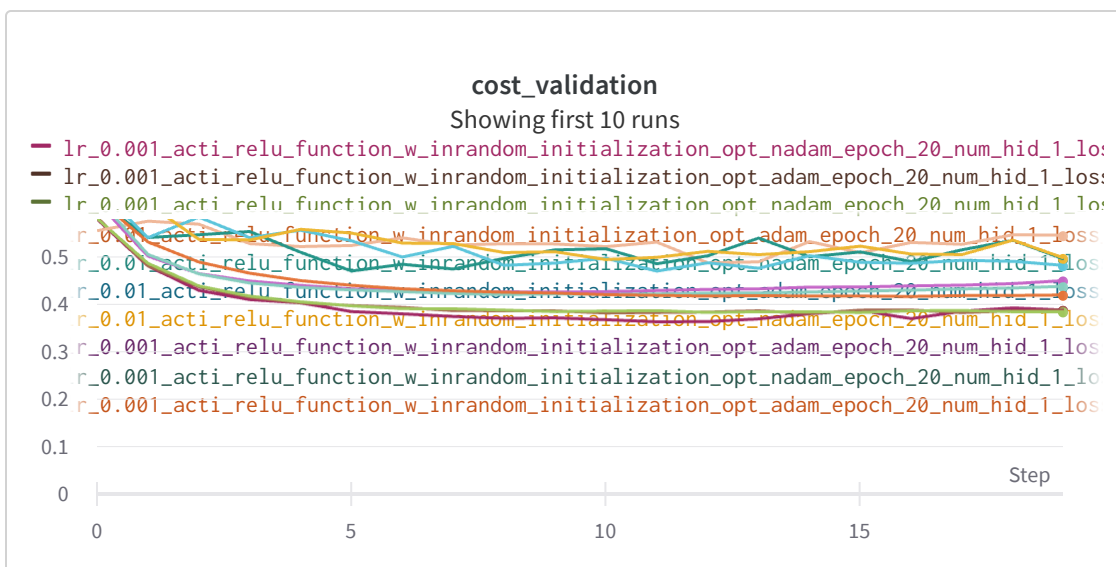 cost_validation
Showing first 10 runs
lr_0.001_acti_relu_function_w_inrandom_initialization_opt_nadam_epoch_20_num_hid_1_los
lr_0.001_acti_relu_function_w_inrandom_initialization_opt_adam_epoch_20_num_hid_1_loss
lr_0.001_acti_relu_function_w_inrandom_initialization_opt_nadam_epoch_20_num_hid_1_los
r_0.01_acti_relu_function_w_inrandom_initialization_opt_adam_epoch_20_num_hid_1_loss
0.5
r_0.01_acti_relu_function_w_inrandom_initialization_opt_nadam_epoch_20_num_hid_1_los
r_0.01_acti_relu_function_w_inrandom_initialization_opt_adam_epoch_20_num_hid_1_loss
0.4
r_0.01_acti_relu_function_w_inrandom_initialization_opt_nadam_epoch_20_num_hid_1_los
0.3
r_0.001_acti_relu_function_w_inrandom_initialization_opt_adam_epoch_20_num_hid_1_loss
r_0.001_acti_relu_function_w_inrandom_initialization_opt_nadam_epoch_20_num_hid_1_lo
0.2
r_0.001_acti_relu_function_w_inrandom_initialization_opt_adam_epoch_20_num_hid_1_loss
0.1
Step
0
0 5 10 15